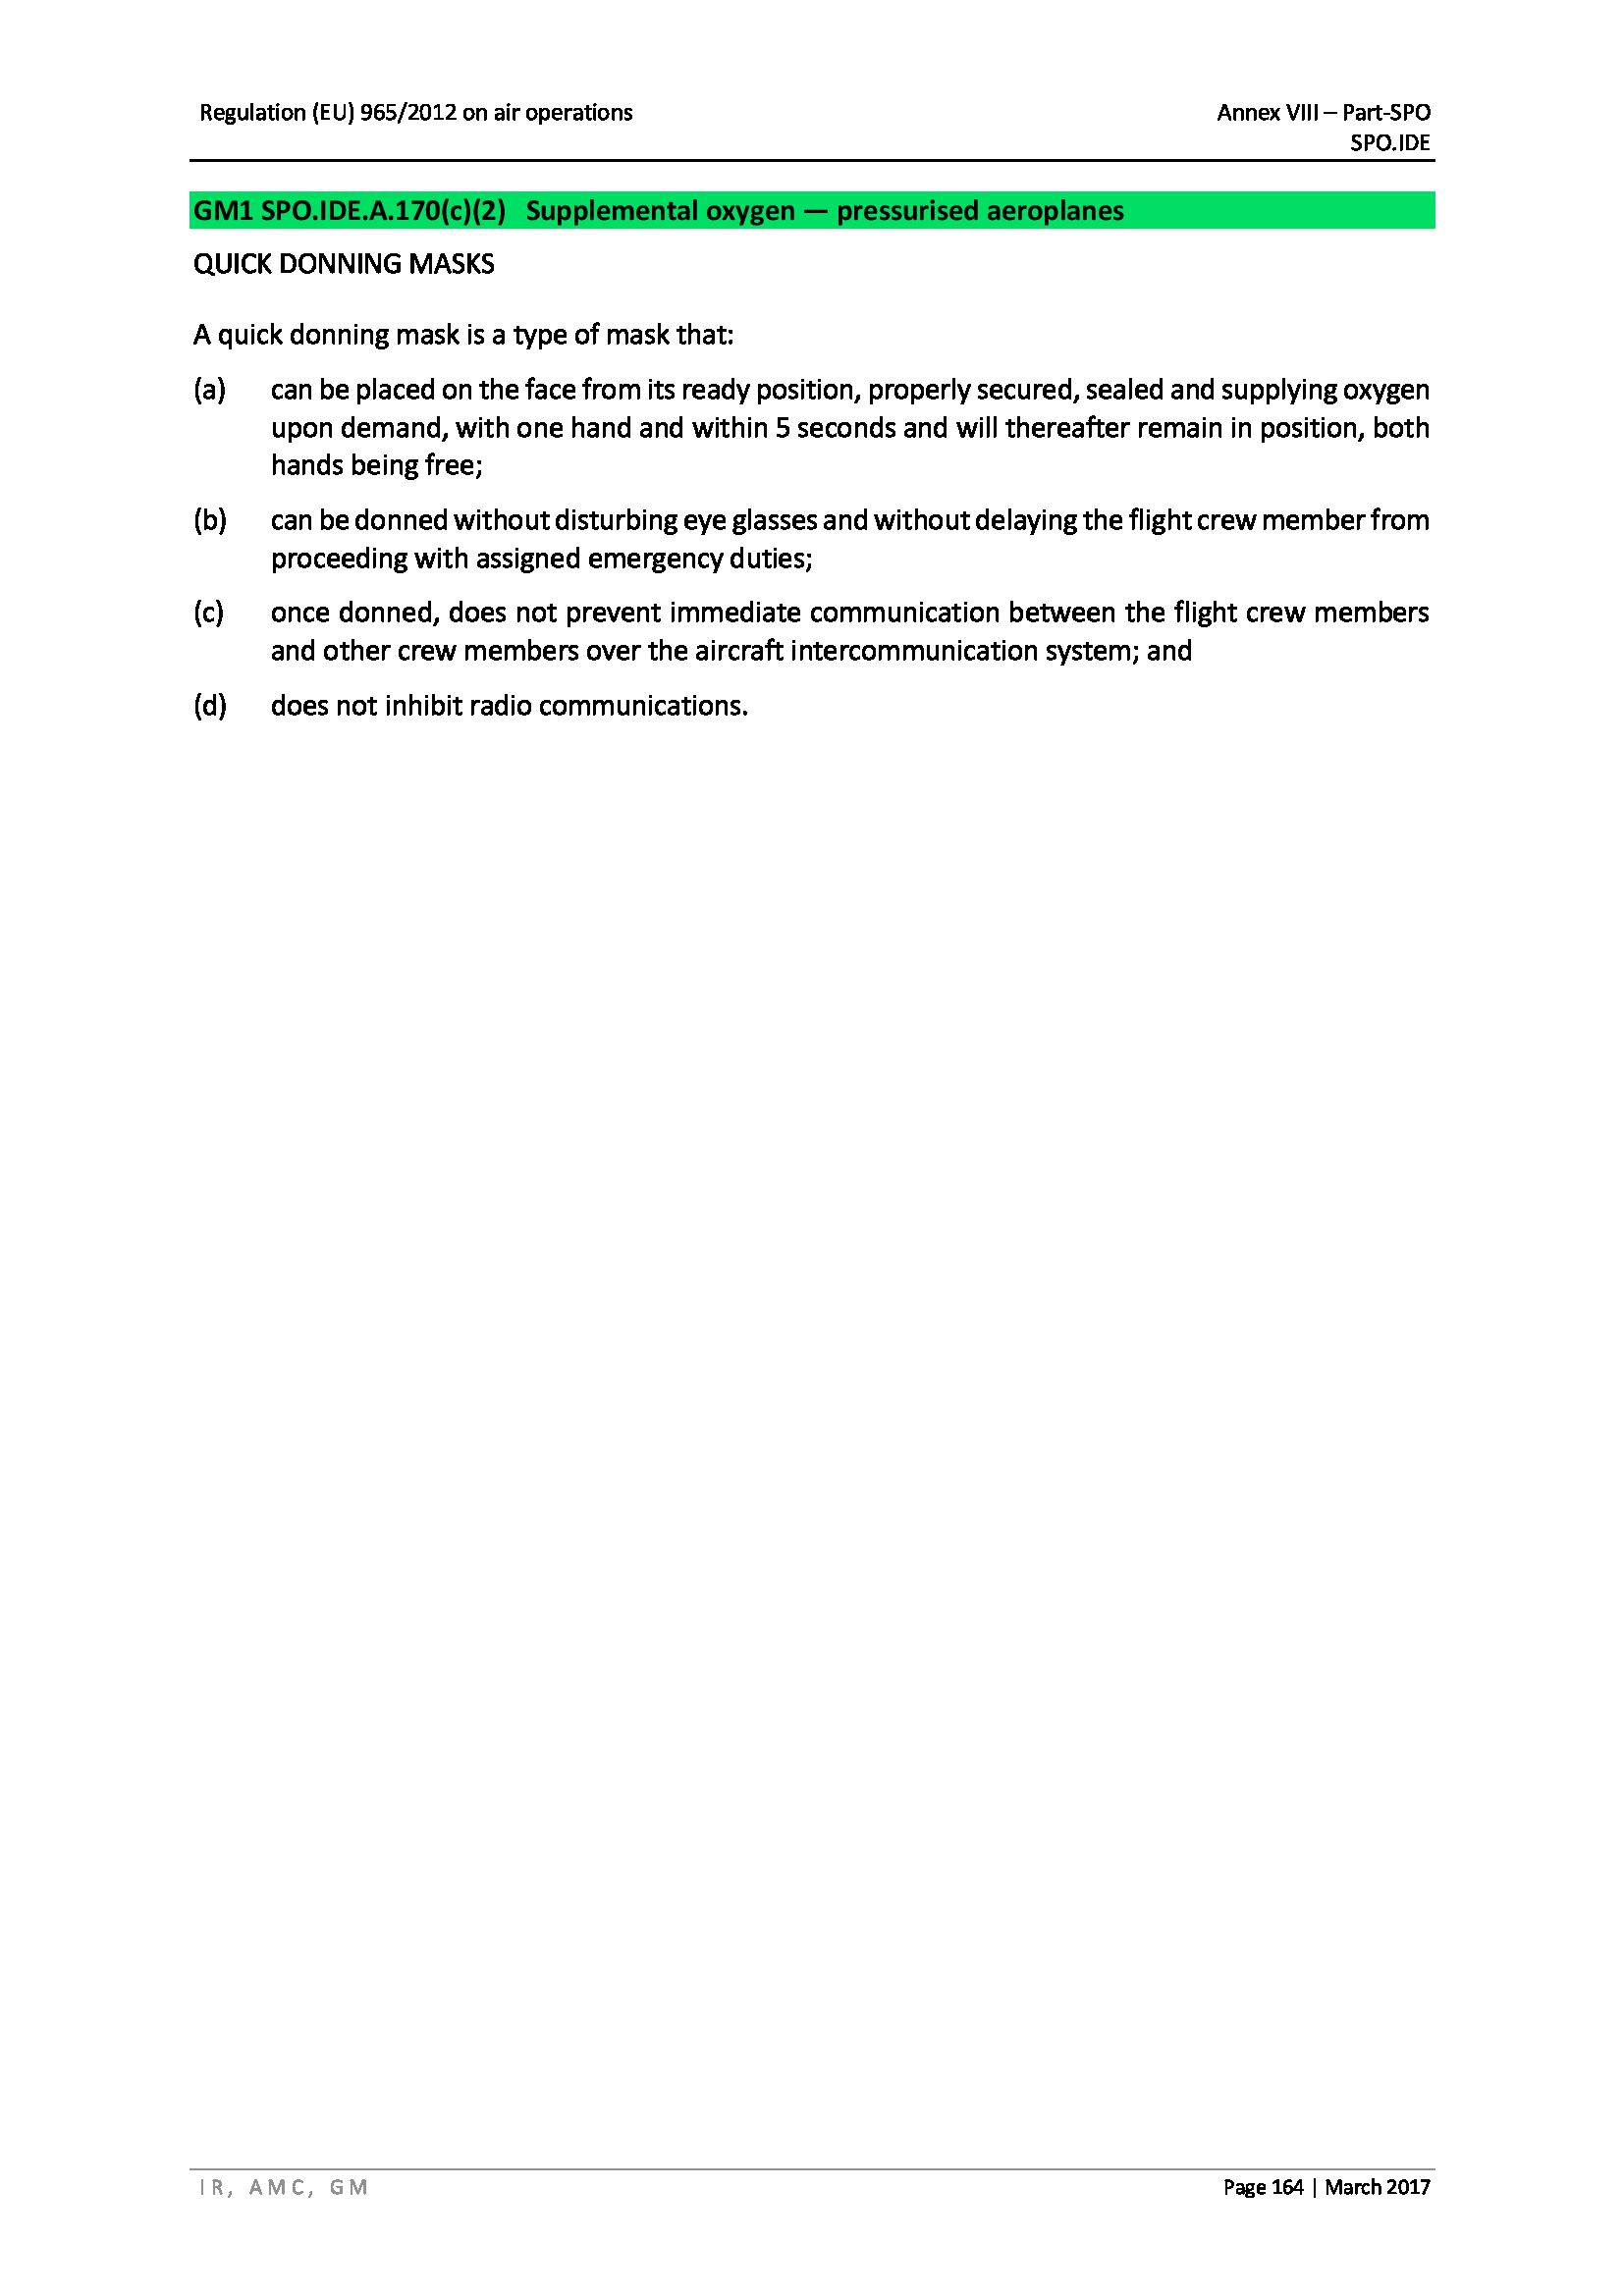 Regulation (EU) 965/2012 on air operations
Annex VIII – Part-SPO
SPO.IDE
GM1 SPO.IDE.A.170(c)(2) Supplemental oxygen — pressurised aeroplanes
QUICK DONNING MASKS
A quick donning mask is a type of mask that:
(a) can be placed on the face from its ready position, properly secured, sealed and supplying oxygen
upon demand, with one hand and within 5 seconds and will thereafter remain in position, both
hands being free;
(b) can be donned without disturbing eye glasses and without delaying the flight crew member from
proceeding with assigned emergency duties;
(c) once donned, does not prevent immediate communication between the flight crew members
and other crew members over the aircraft intercommunication system; and
(d) does not inhibit radio communications.
IR, AMC, GM
Page 164 | March 2017